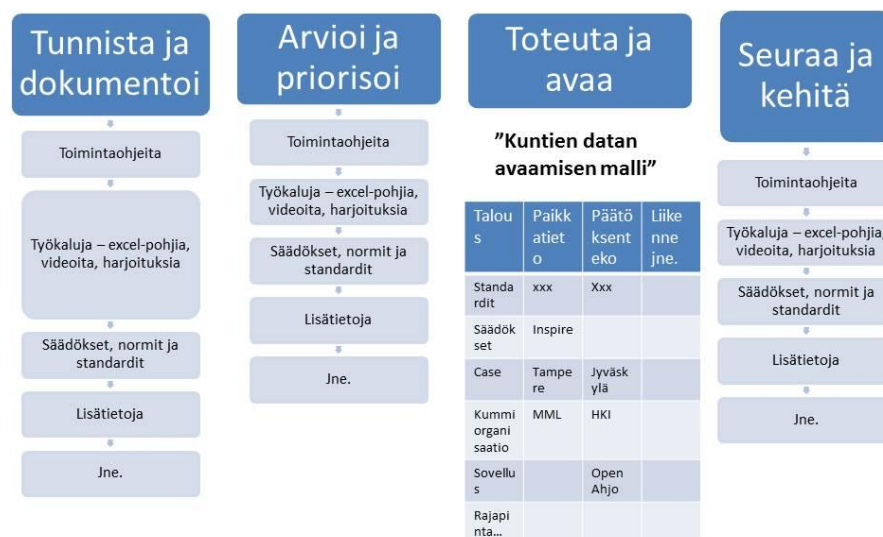 Tunnista ja
dokumentoi
Toimintaohjeita
Työkaluja – excel-pohjia,
videoita, harjoituksia
Säädökset, normit ja
standardit
Lisätietoja
Jne.
Arvioi ja
priorisoi
Toimintaohjeita
Työkaluja – excel-pohjia,
videoita, harjoituksia
Säädökset, normit ja
standardit
Lisätietoja
Jne.
Toteuta ja
avaa
”Kuntien datan
avaamisen malli”
Talou
s
Paikk
atiet
o
Päätö
ksent
eko
Liike
nne
jne.
Standa
rdit
xxx
Xxx
Säädök
set
Inspire
Case
Tampe
re
Jyväsk
ylä
Kummi
organi
saatio
MML
HKI
Sovellu
s
Open
Ahjo
Rajapi
nta…
Seuraa ja
kehitä
Toimintaohjeita
Työkaluja – excel-pohjia,
videoita, harjoituksia
Säädökset, normit ja
standardit
Lisätietoja
Jne.